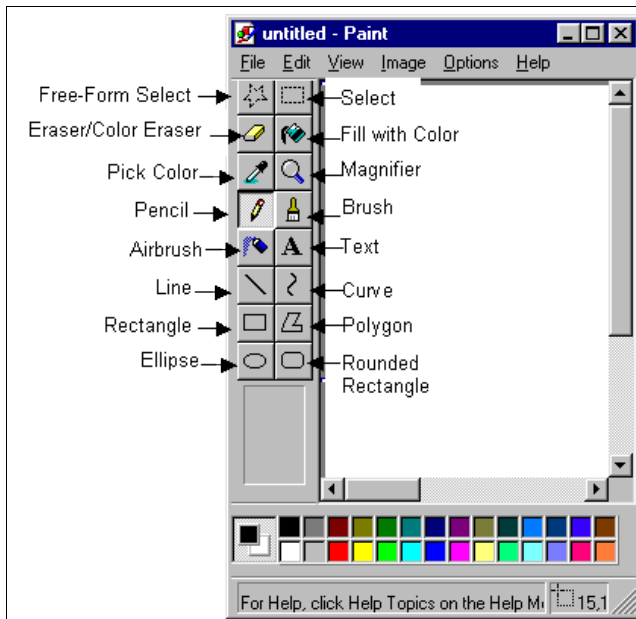 untitled - Paint
File Edit View Image Options Help
Free-Form Select
Select
Eraser/Color Eraser
Fill with Color
Pick Color
Magnifier
Pencil
Brush
Airbrush
A
Text
Line
Curve
Rectangle
Polygon
Ellipse
Rounded
Rectangle
For Help, click Help Topics on the Help M
15,1